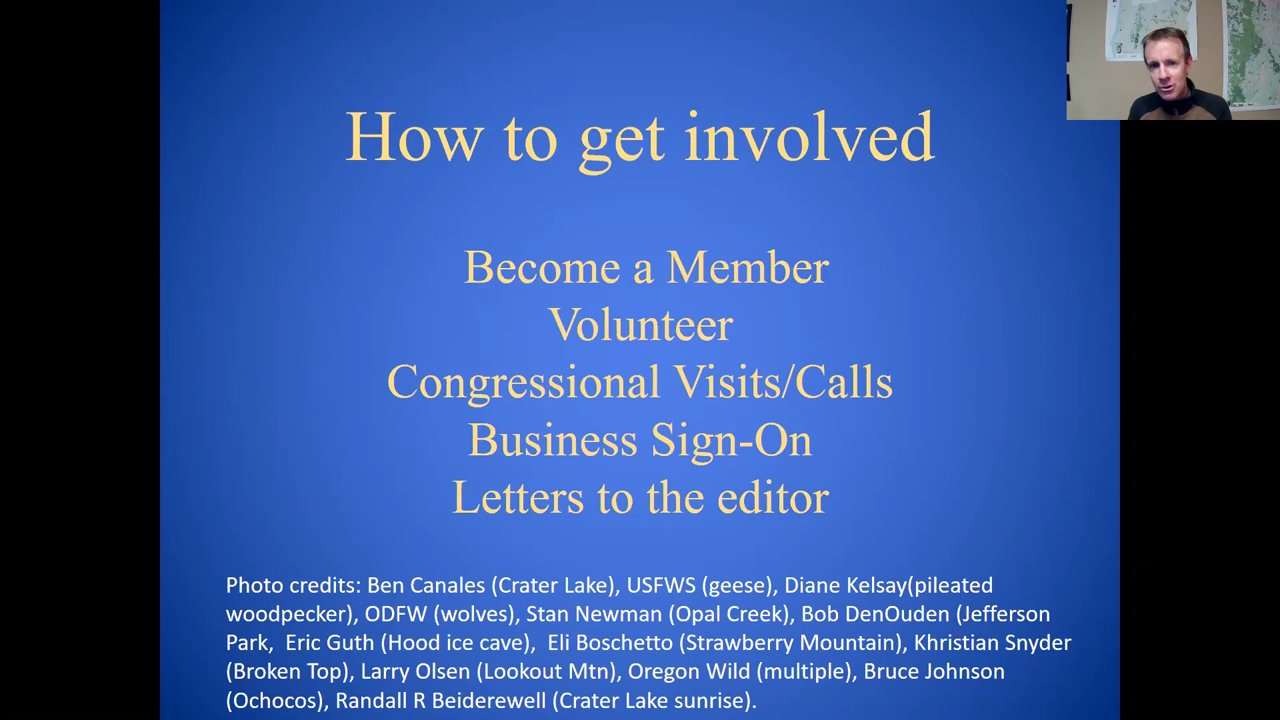 How to get involved
Become a Member
Volunteer
Congressional Visits/Calls
Business Sign-On
Letters to the editor
Photo credits: Ben Canales (Crater Lake), USFWS (geese), Diane Kelsay(pileated
woodpecker), ODFW (wolves), Stan Newman (Opal Creek), Bob DenOuden (Jefferson
Park,  Eric Guth (Hood ice cave),  Eli Boschetto (Strawberry Mountain), Khristian Snyder
(Broken Top), Larry Olsen (Lookout Mtn), Oregon Wild (multiple), Bruce Johnson
(Ochocos), Randall R Beiderewell (Crater Lake sunrise).